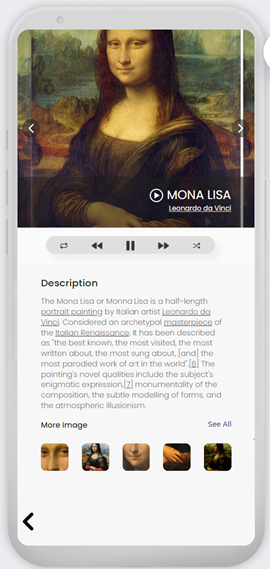 MONA LISA
Leonardo da Vinci
Description
The Mona Lisa or Monna Lisa is a half-length
portrait painting by Italian artist Leonardo da
Vinci. Considered an archetypal masterpiece of
the Italian Renaissance. It has been described
as "the best known, the most visited, the most
written about, the most sung about, [and] the
most parodied work of art in the world".[6] The
painting's novel qualities include the subject's
enigmatic expression,[7] monumentality of the
composition, the subtle modelling of forms, and
the atmospheric illusionism.
More Image See All